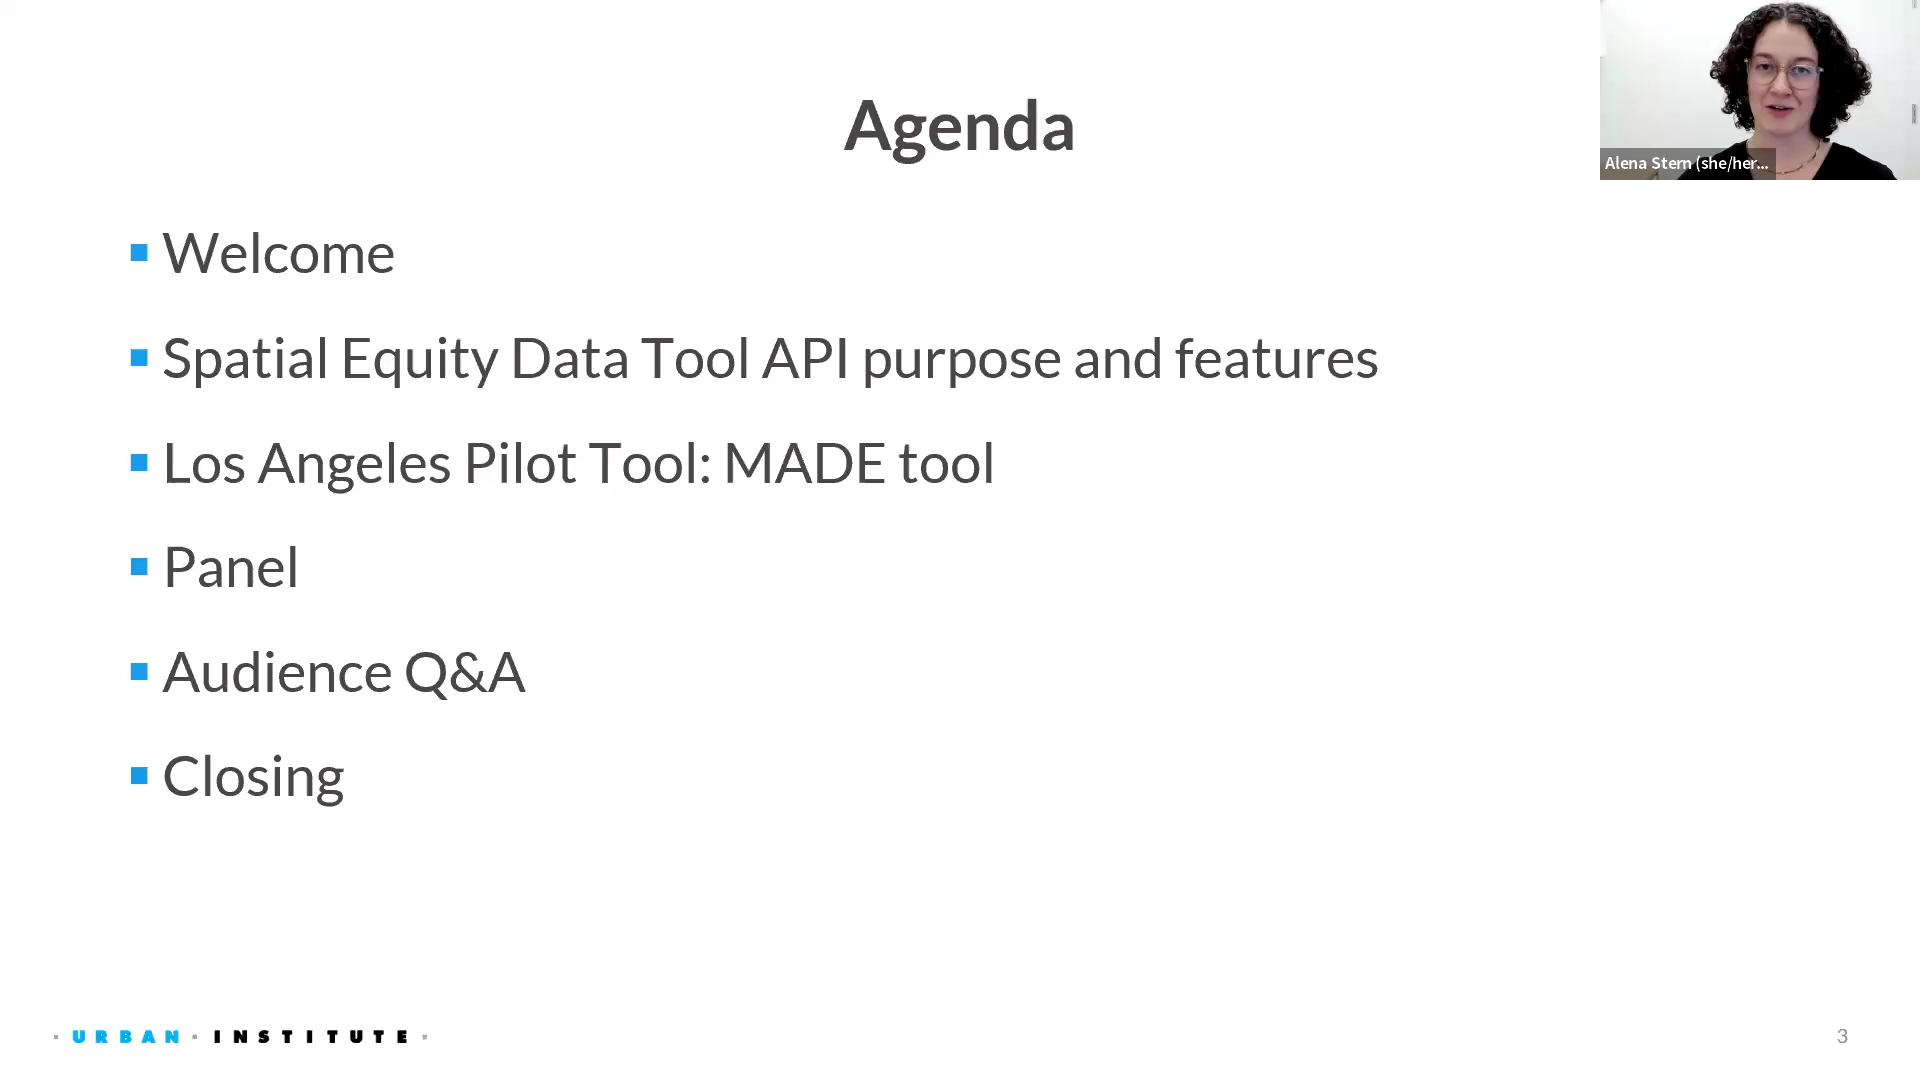 Agenda
Alena Stern (she/her...
Welcome
Spatial Equity Data Tool API purpose and features
Los Angeles Pilot Tool: MADE tool
Panel
Audience Q&A
Closing
URBAN · INSTITUTE
3